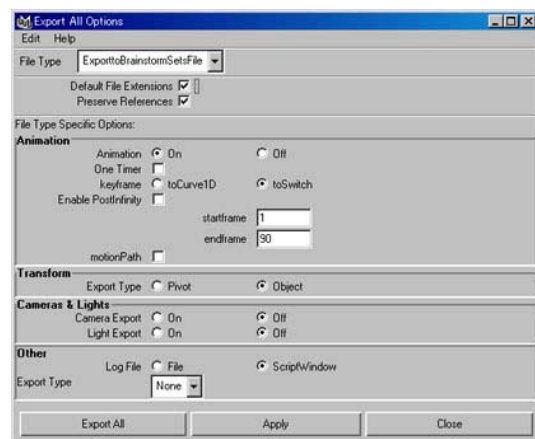 Export All Options
Edit Help
File Type ExporttoBrainstormSetsFile
Default File Extensions
Preserve References
File Type Specific Options:
Animation
Animation On Off
One Timer
keyframe toCurve1D toSwitch
Enable PostInfinity
startframe 1
endframe 90
motionPath
Transform
Export Type Pivot Object
Cameras & Lights
Camera Export On Off
Light Export On Off
Other
Log File File ScriptWindow
Export Type None
Export All Apply Close